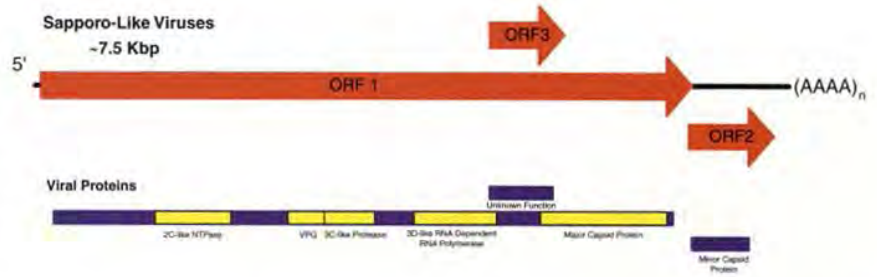 Sapporo-Like Viruses
~7.5 Kbp
ORF3
5'
ORF 1
(AAAA)n
ORF2
Viral Proteins
Unknown Function
2C-like NTPase
VPG
3C-like Protease
3D-like RNA Dependent
RNA Polymerase
Major Capsid Protein
Minor Capsid
Protein